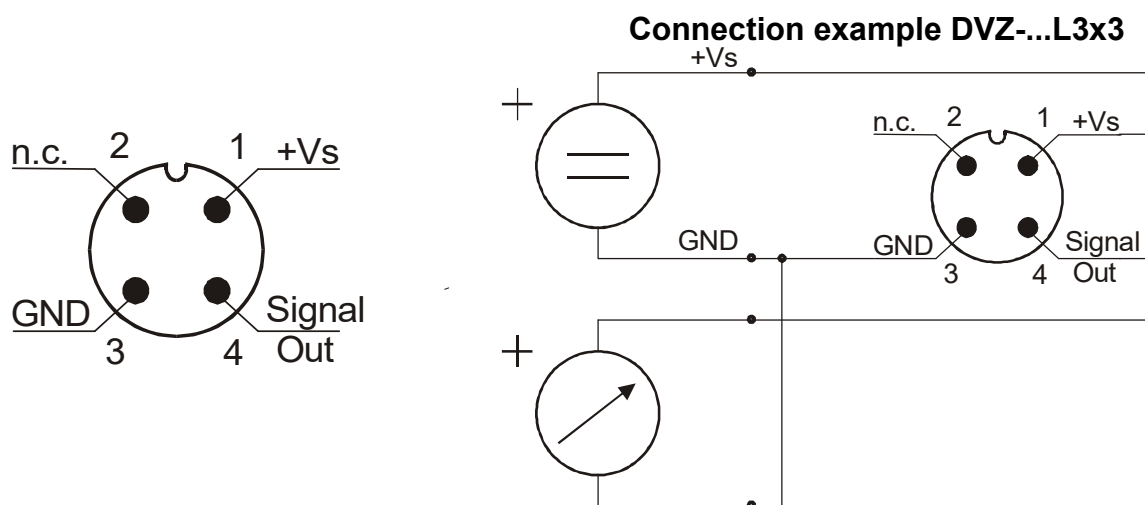 Connection example DVZ-...L3x3
n.c. 2 1 +Vs
GND 3 4 Signal
Out
+Vs
+
n.c. 2 1 +Vs
GND
GND 3 4 Signal
Out
+